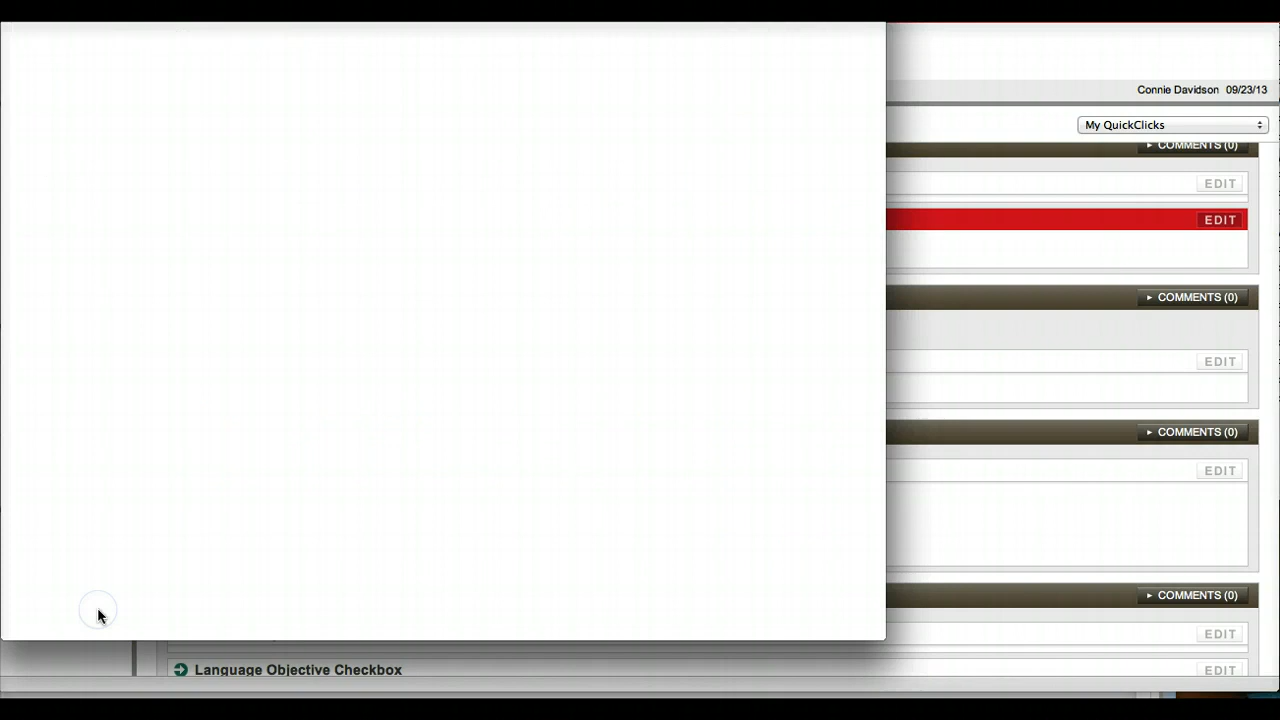 Connie Davidson 09/23/13
My QuickClicks
COMMENTS (0)
EDIT
EDIT
COMMENTS (0)
EDIT
COMMENTS (0)
EDIT
COMMENTS (0)
EDIT
Language Objective Checkbox EDIT